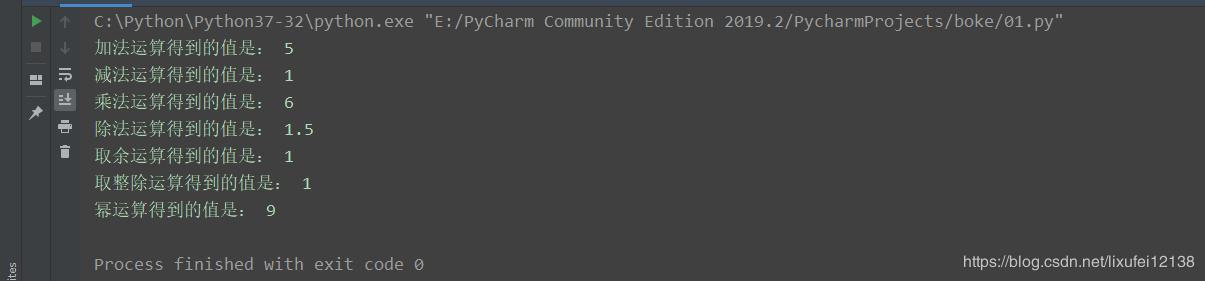 C:\Python\Python37-32\python.exe "E:/PyCharm Community Edition 2019.2/PycharmProjects/boke/01.py"
加法运算得到的值是： 5
减法运算得到的值是： 1
乘法运算得到的值是： 6
除法运算得到的值是： 1.5
取余运算得到的值是： 1
取整除运算得到的值是： 1
幂运算得到的值是： 9
Process finished with exit code 0
https://blog.csdn.net/lixufei12138
ites